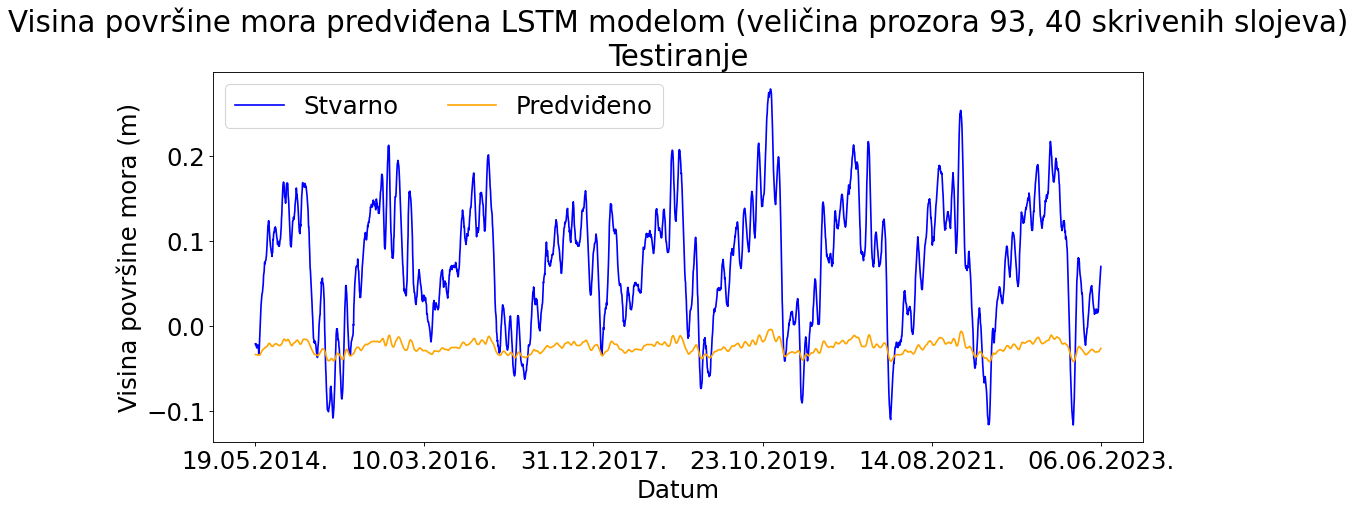 Visina površine mora predviđena LSTM modelom (veličina prozora 93, 40 skrivenih slojeva)
Testiranje
Stvarno Predviđeno
Visina površine mora (m)
0.2
0.1
0.0
−0.1
19.05.2014. 10.03.2016. 31.12.2017. 23.10.2019. 14.08.2021. 06.06.2023.
Datum